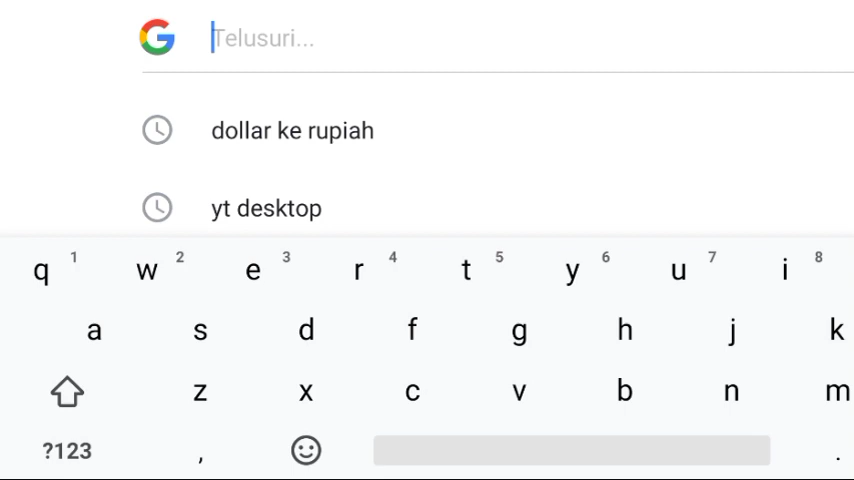 Telusuri...
dollar ke rupiah
yt desktop
q 1 w 2 e 3 r 4 t 5 y 6 u 7 i 8
a s d f g h j k
z x c v b n m
?123 , .